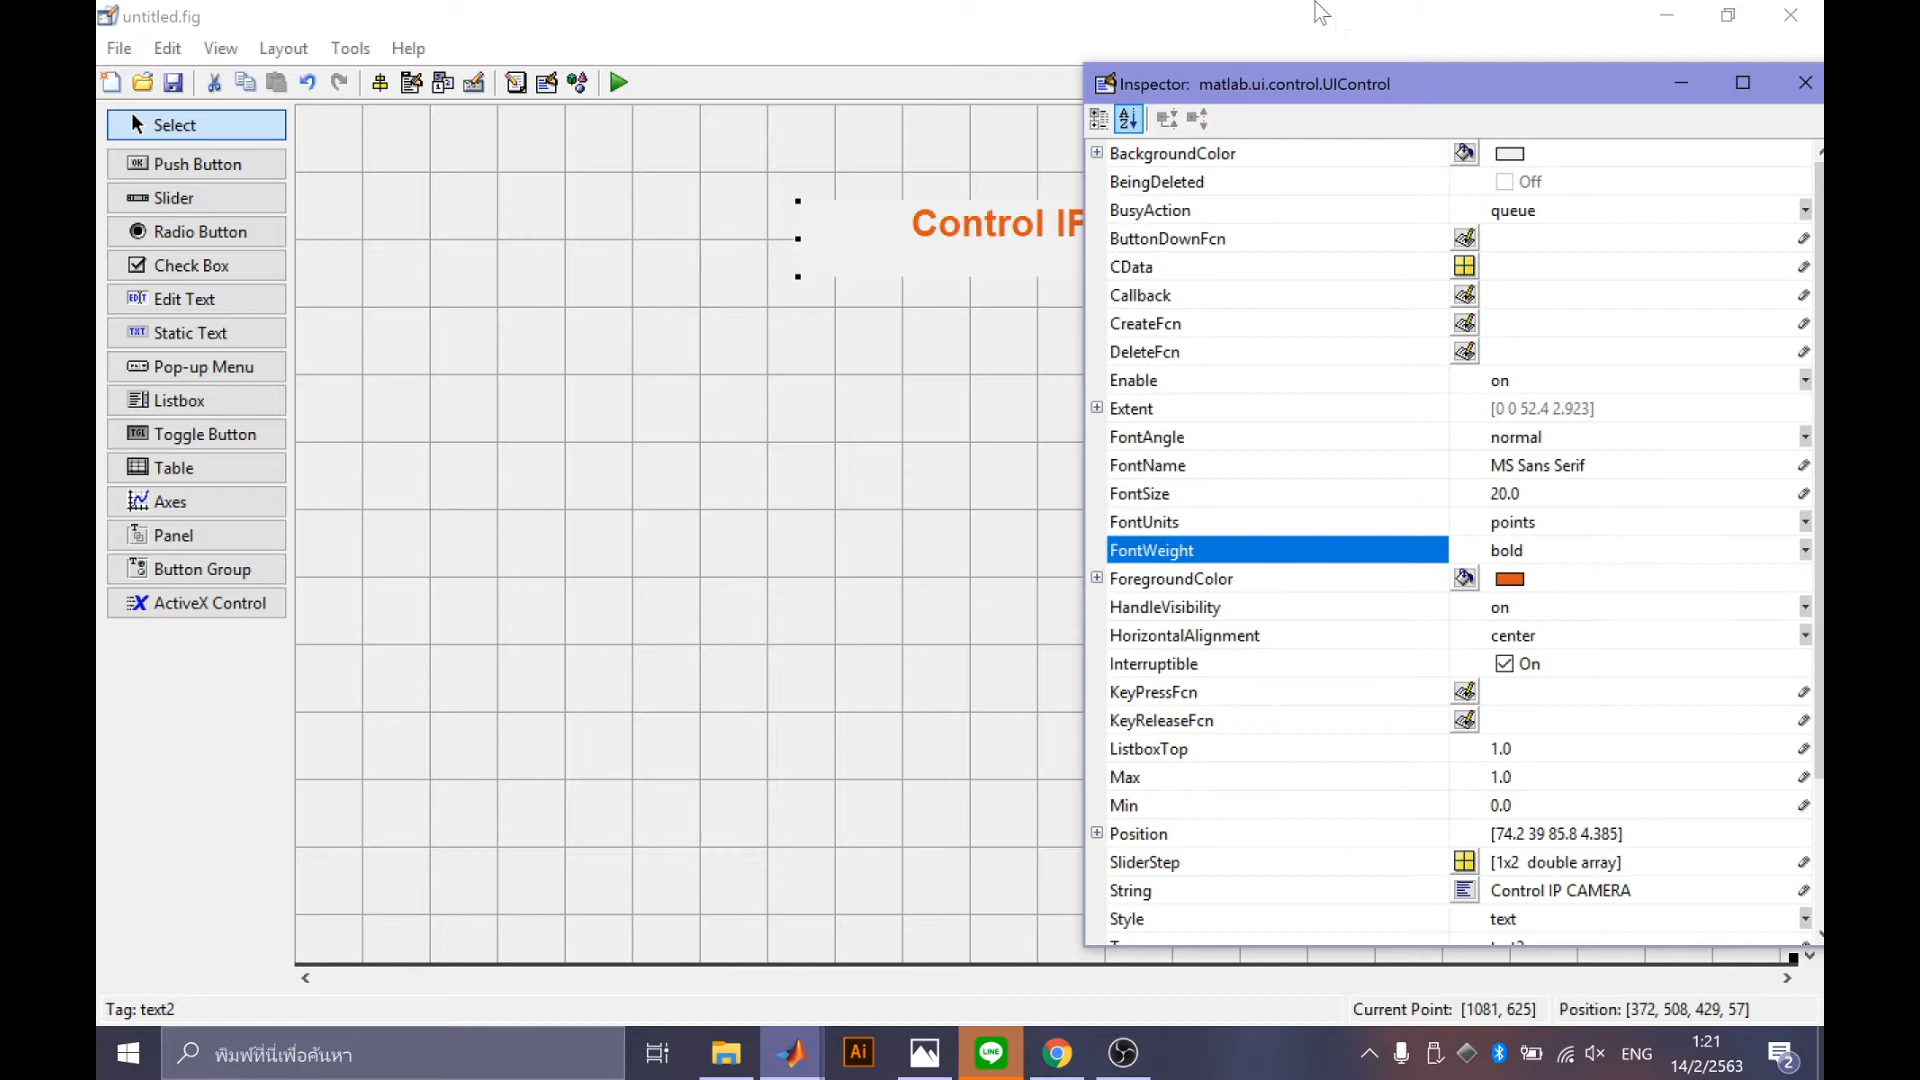 untitled.fig
File Edit View Layout Tools Help
Inspector: matlab.ui.control.UIControl
Select
Push Button
Slider
Radio Button
Check Box
Edit Text
Static Text
Pop-up Menu
Listbox
Toggle Button
Table
Axes
Panel
Button Group
ActiveX Control
Control IP
BackgroundColor
BeingDeleted Off
BusyAction queue
ButtonDownFcn
CData
Callback
CreateFcn
DeleteFcn
Enable on
Extent [0 0 52.4 2.923]
FontAngle normal
FontName MS Sans Serif
FontSize 20.0
FontUnits points
FontWeight bold
ForegroundColor
HandleVisibility on
HorizontalAlignment center
Interruptible On
KeyPressFcn
KeyReleaseFcn
ListboxTop 1.0
Max 1.0
Min 0.0
Position [74.2 39 85.8 4.385]
SliderStep [1x2 double array]
String Control IP CAMERA
Style text
Tag: text2
Current Point: [1081, 625] Position: [372, 508, 429, 57]
พิมพ์ที่นี่เพื่อค้นหา
Ai
LINE
ENG
1:21
14/2/2563
2